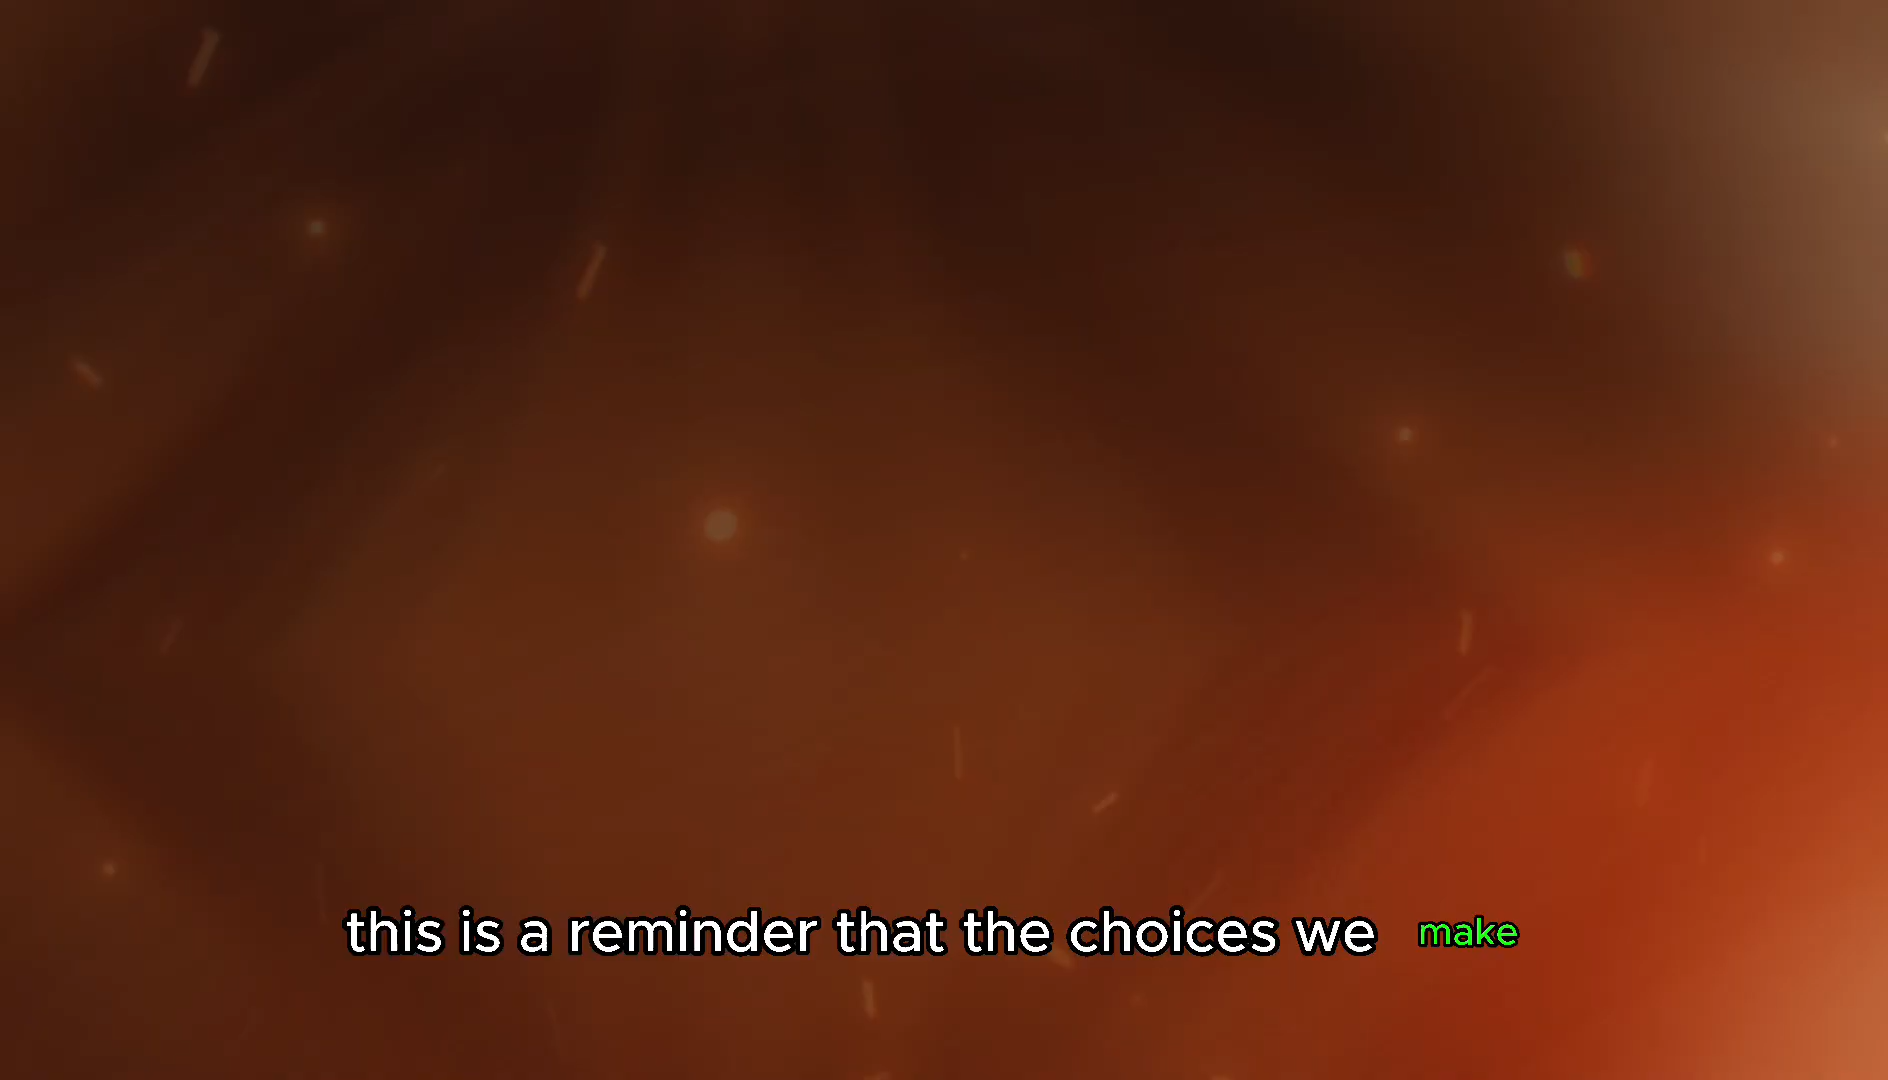 this is a reminder that the choices we make